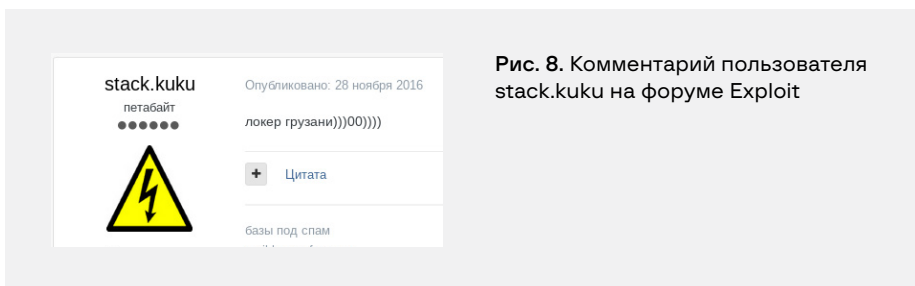 stack.kuku
петабайт
Опубликовано: 28 ноября 2016
локер грузани)))00))))
+ Цитата
базы под спам
Рис. 8. Комментарий пользователя
stack.kuku на форуме Exploit